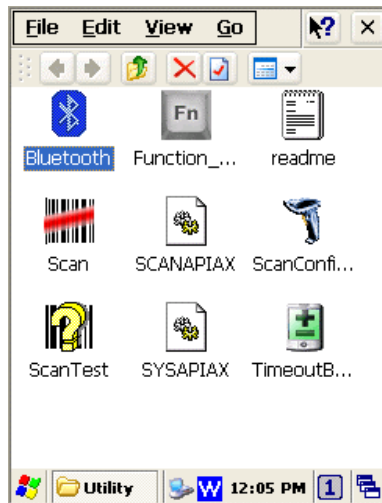 File Edit View Go ? ×
Fn
Bluetooth Function_... readme
Scan SCANAPIAX ScanConfi...
ScanTest SYSAPIAX TimeoutB...
Utility W 12:05 PM 1